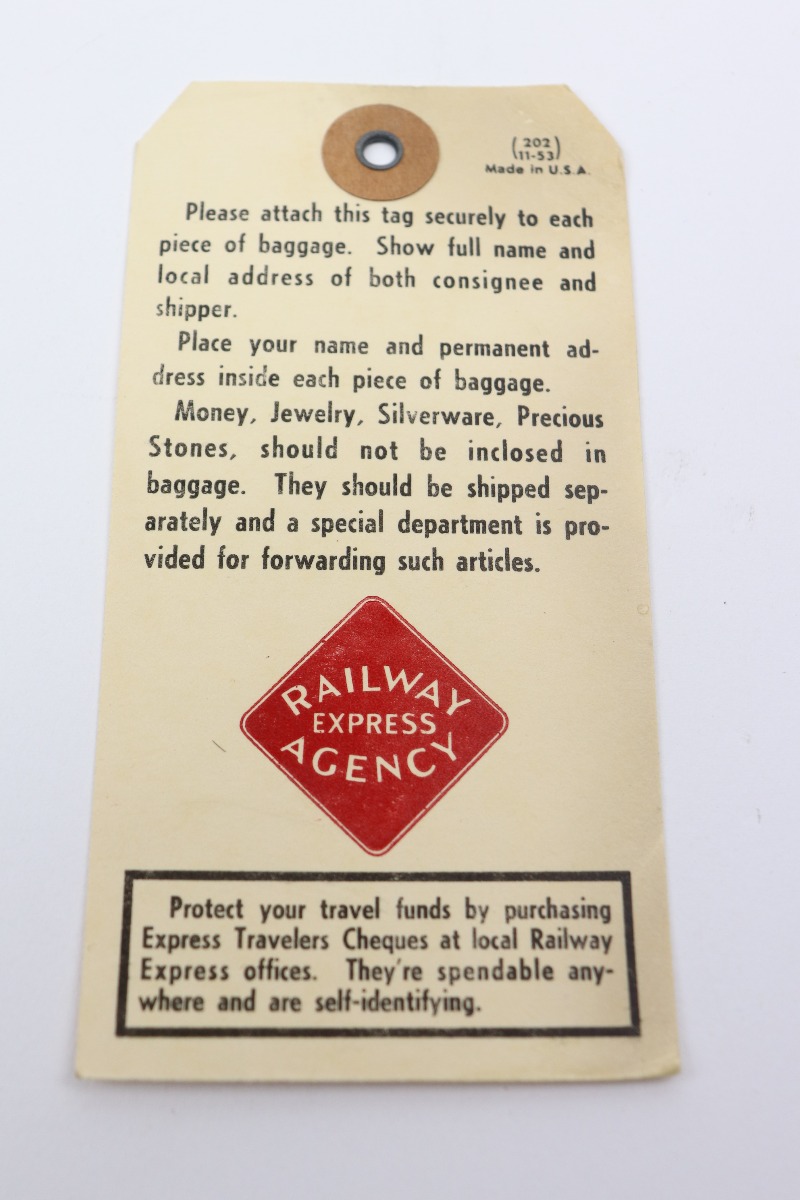 (202)
(11-53)
Made in U.S.A.
Please attach this tag securely to each
piece of baggage. Show full name and
local address of both consignee and
shipper.
Place your name and permanent ad-
dress inside each piece of baggage.
Money, Jewelry, Silverware, Precious
Stones, should not be inclosed in
baggage. They should be shipped sep-
arately and a special department is pro-
vided for forwarding such articles.
RAILWAY
EXPRESS
AGENCY
Protect your travel funds by purchasing
Express Travelers Cheques at local Railway
Express offices. They're spendable any-
where and are self-identifying.